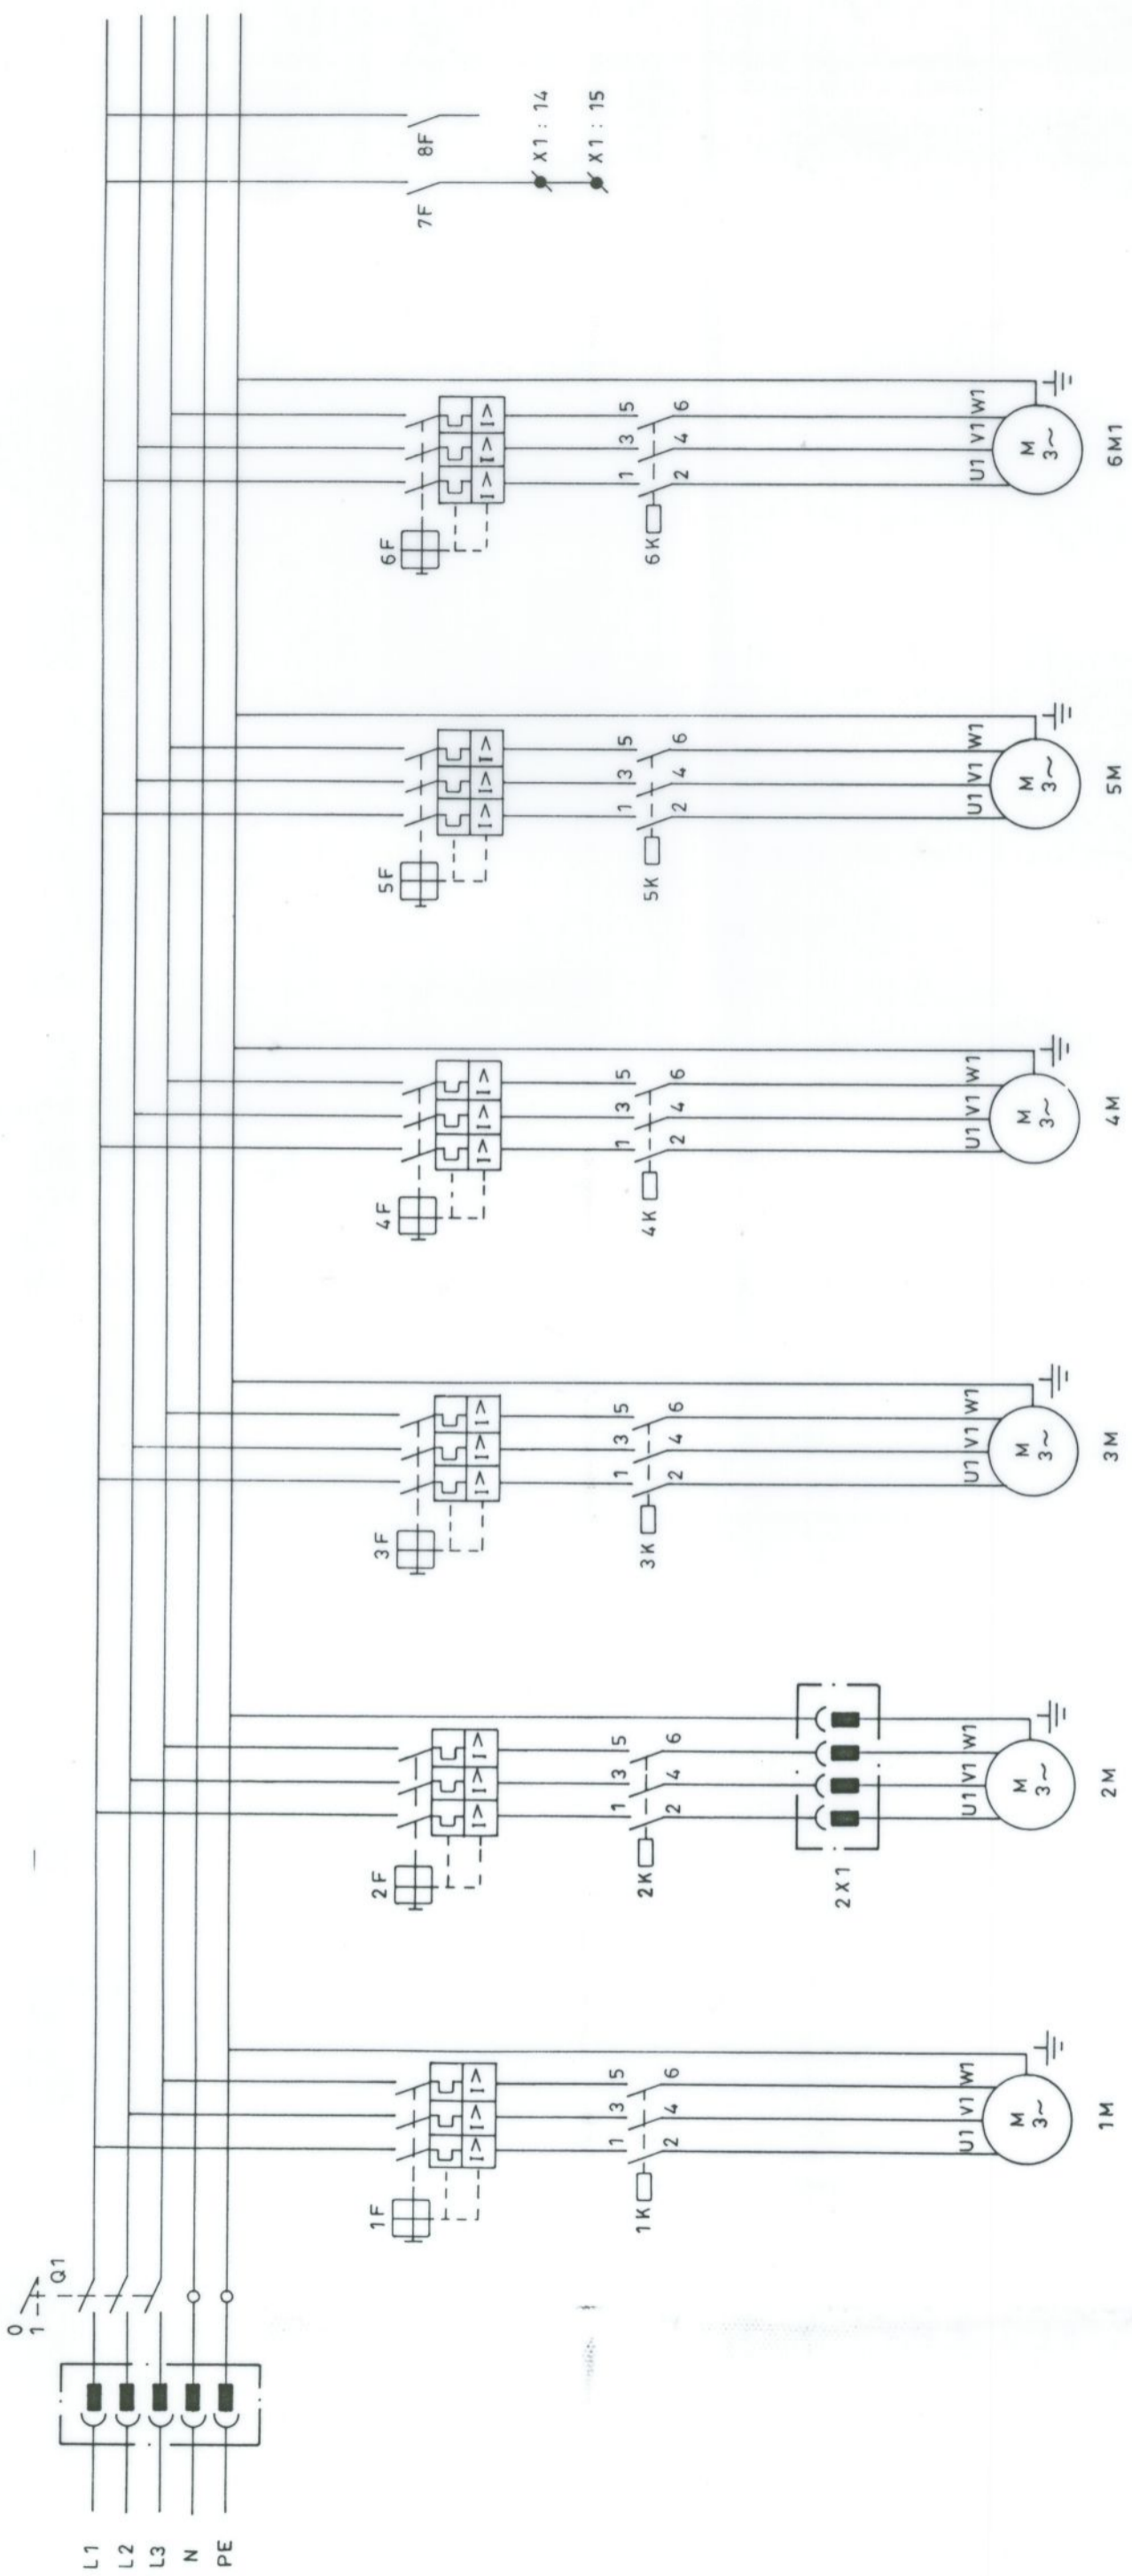 0
1
Q1
L1
L2
L3
N
PE
1F
I>
I>
I>
1K
1 3 5
2 4 6
U1 V1 W1
M
3~
1M
2F
I>
I>
I>
2K
1 3 5
2 4 6
2X1
U1 V1 W1
M
3~
2M
3F
I>
I>
I>
3K
1 3 5
2 4 6
U1 V1 W1
M
3~
3M
4F
I>
I>
I>
4K
1 3 5
2 4 6
U1 V1 W1
M
3~
4M
5F
I>
I>
I>
5K
1 3 5
2 4 6
U1 V1 W1
M
3~
5M
6F
I>
I>
I>
6K
1 3 5
2 4 6
U1 V1 W1
M
3~
6M1
7F
8F
X1 : 14
X1 : 15